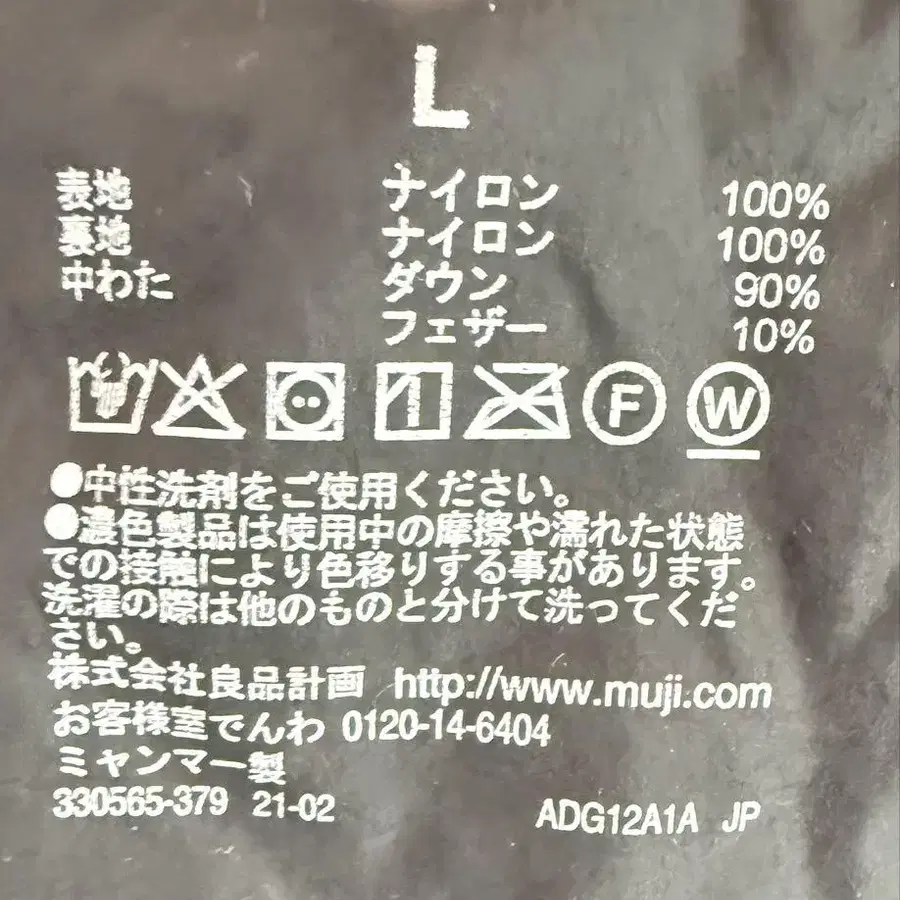 L
表地 ナイロン 100%
裏地 ナイロン 100%
中わた ダウン 90%
フェザー 10%
F W
●中性洗剤をご使用ください。
●濃色製品は使用中の摩擦や濡れた状態
での接触により色移りする事があります。
洗濯の際は他のものと分けて洗ってくだ
さい。
株式会社良品計画 http://www.muji.com
お客様室でんわ 0120-14-6404
ミャンマー製
330565-379 21-02 ADG12A1A JP